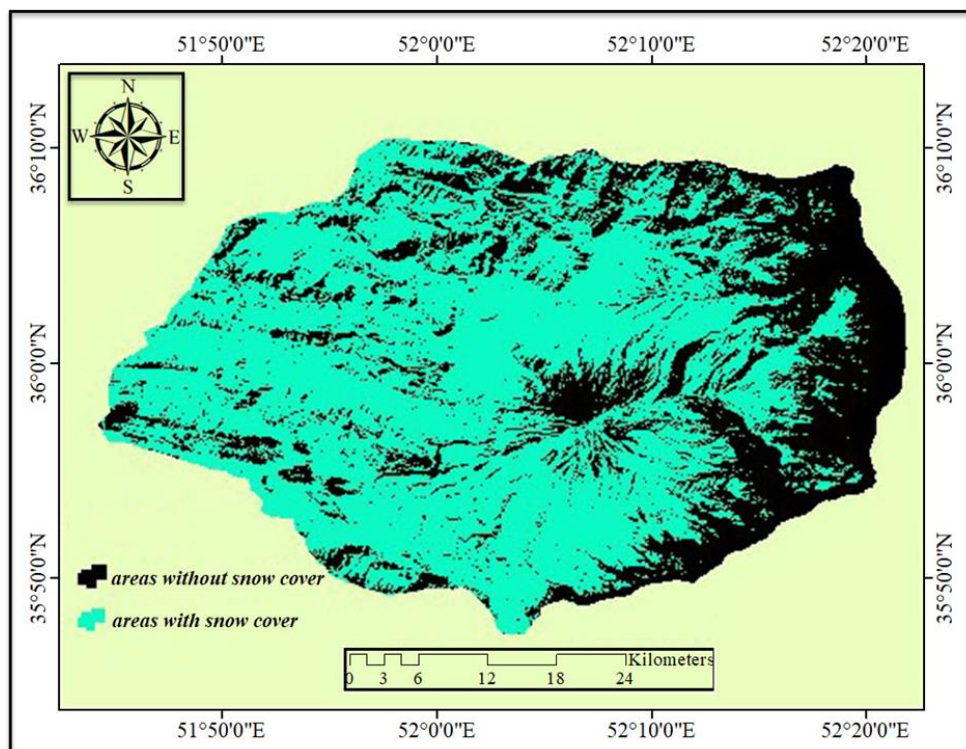 51°50'0"E 52°0'0"E 52°10'0"E 52°20'0"E
N
W E
S
36°10'0"N 36°10'0"N
36°0'0"N 36°0'0"N
35°50'0"N 35°50'0"N
areas without snow cover
areas with snow cover
Kilometers
0 3 6 12 18 24
51°50'0"E 52°0'0"E 52°10'0"E 52°20'0"E